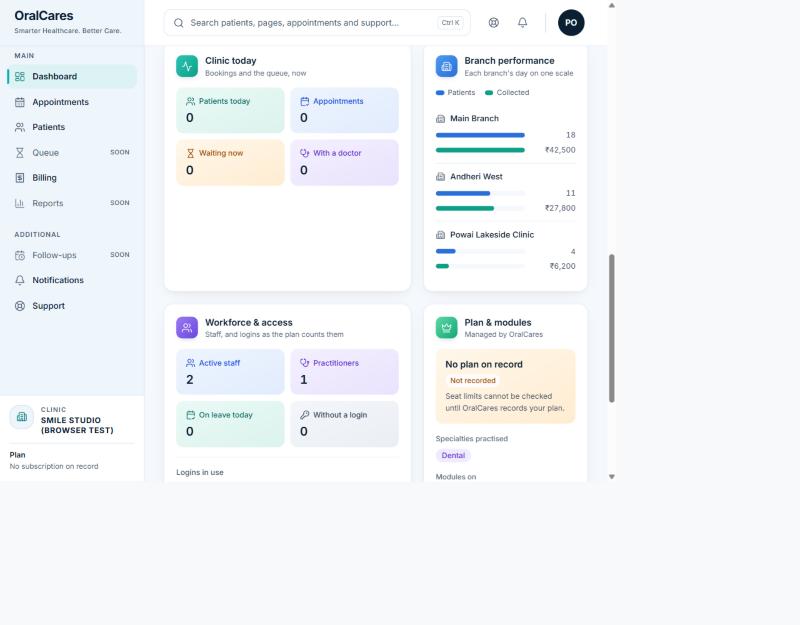 OralCares
Smarter Healthcare. Better Care.
Search patients, pages, appointments and support...
Ctrl K
PO
MAIN
Dashboard
Appointments
Patients
Queue SOON
Billing
Reports SOON
ADDITIONAL
Follow-ups SOON
Notifications
Support
CLINIC
SMILE STUDIO
(BROWSER TEST)
Plan
No subscription on record
Clinic today
Bookings and the queue, now
Patients today
0
Appointments
0
Waiting now
0
With a doctor
0
Branch performance
Each branch's day on one scale
Patients Collected
Main Branch
18
₹42,500
Andheri West
11
₹27,800
Powai Lakeside Clinic
4
₹6,200
Workforce & access
Staff, and logins as the plan counts them
Active staff
2
Practitioners
1
On leave today
0
Without a login
0
Logins in use
Plan & modules
Managed by OralCares
No plan on record
Not recorded
Seat limits cannot be checked
until OralCares records your plan.
Specialties practised
Dental
Modules on